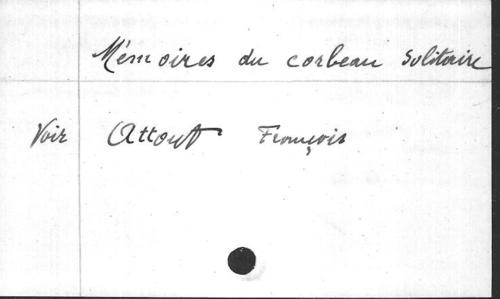 Mémoires du corbeau solitaire
Voir Attout François